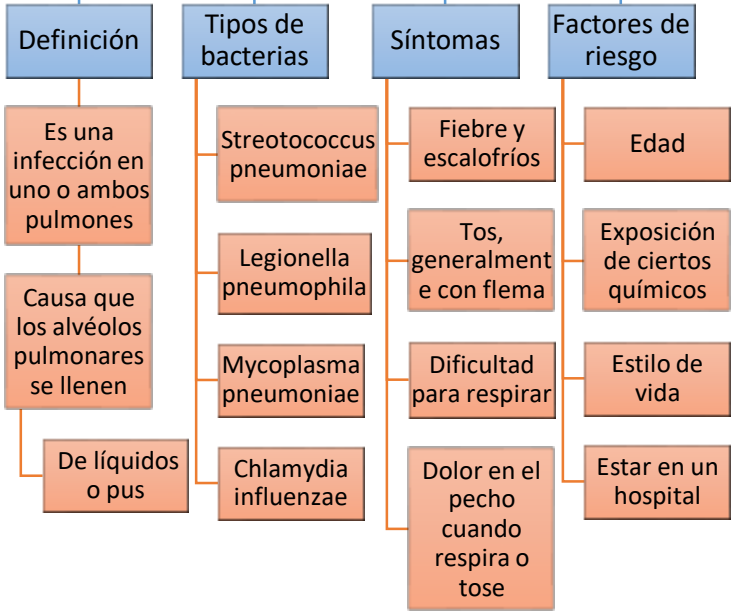 Definición
Es una
infección en
uno o ambos
pulmones
Causa que
los alvéolos
pulmonares
se llenen
De líquidos
o pus
Tipos de
bacterias
Streotococcus
pneumoniae
Legionella
pneumophila
Mycoplasma
pneumoniae
Chlamydia
influenzae
Síntomas
Fiebre y
escalofríos
Tos,
generalment
e con flema
Dificultad
para respirar
Dolor en el
pecho
cuando
respira o
tose
Factores de
riesgo
Edad
Exposición
de ciertos
químicos
Estilo de
vida
Estar en un
hospital